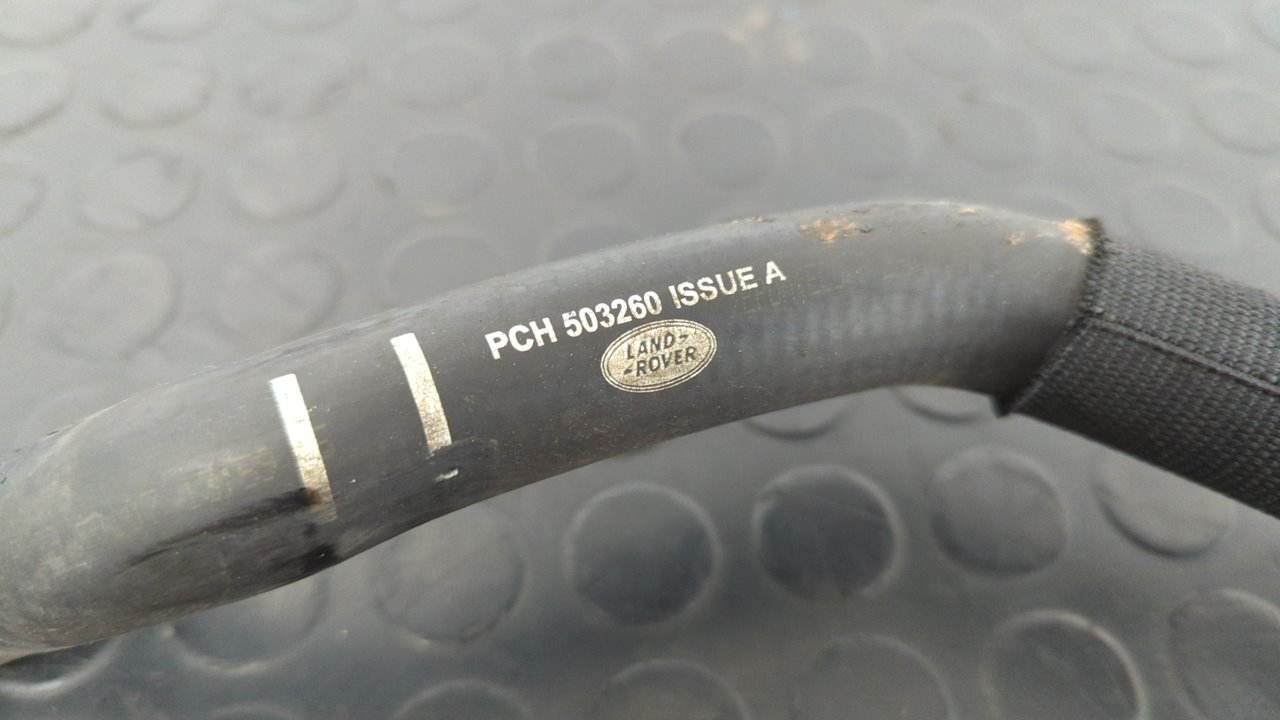 PCH 503260 ISSUE A
LAND-
-ROVER